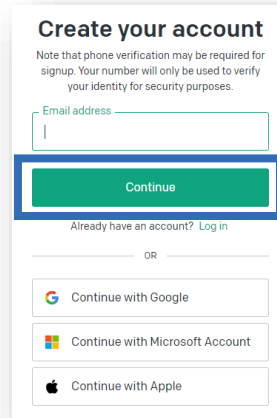 Create your account
Note that phone verification may be required for
signup. Your number will only be used to verify
your identity for security purposes.
Email address
Continue
Already have an account? Log in
OR
Continue with Google
Continue with Microsoft Account
Continue with Apple